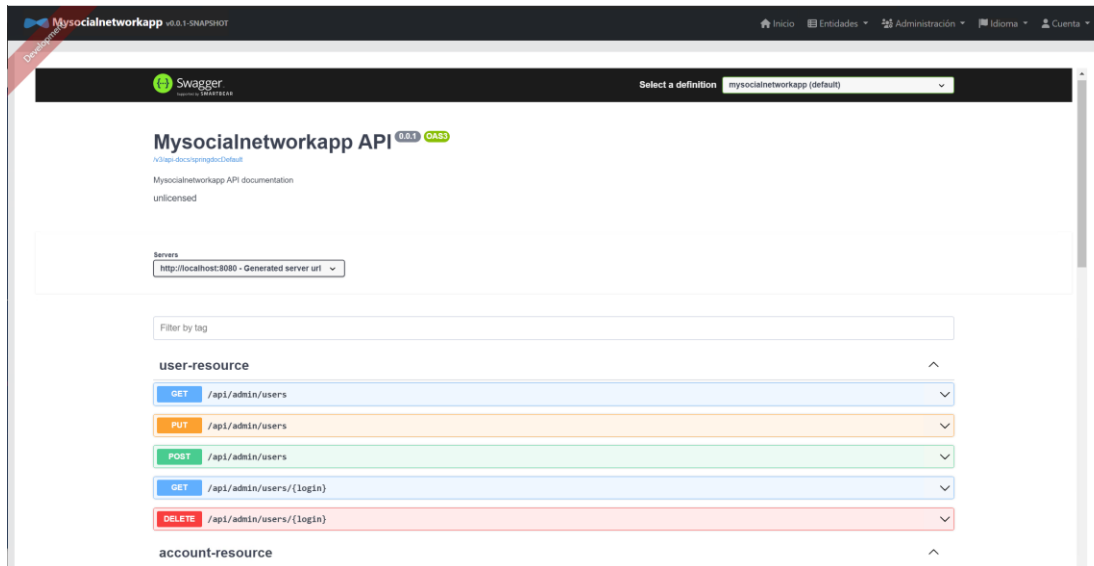 Mysocialnetworkapp v0.0.1-SNAPSHOT
Inicio Entidades Administración Idioma Cuenta
Development
Swagger
Supported by SMARTBEAR
Select a definition mysocialnetworkapp (default)
Mysocialnetworkapp API 0.0.1 OAS3
/v3/api-docs/springdocDefault
Mysocialnetworkapp API documentation
unlicensed
Servers
http://localhost:8080 - Generated server url
Filter by tag
user-resource
GET /api/admin/users
PUT /api/admin/users
POST /api/admin/users
GET /api/admin/users/{login}
DELETE /api/admin/users/{login}
account-resource